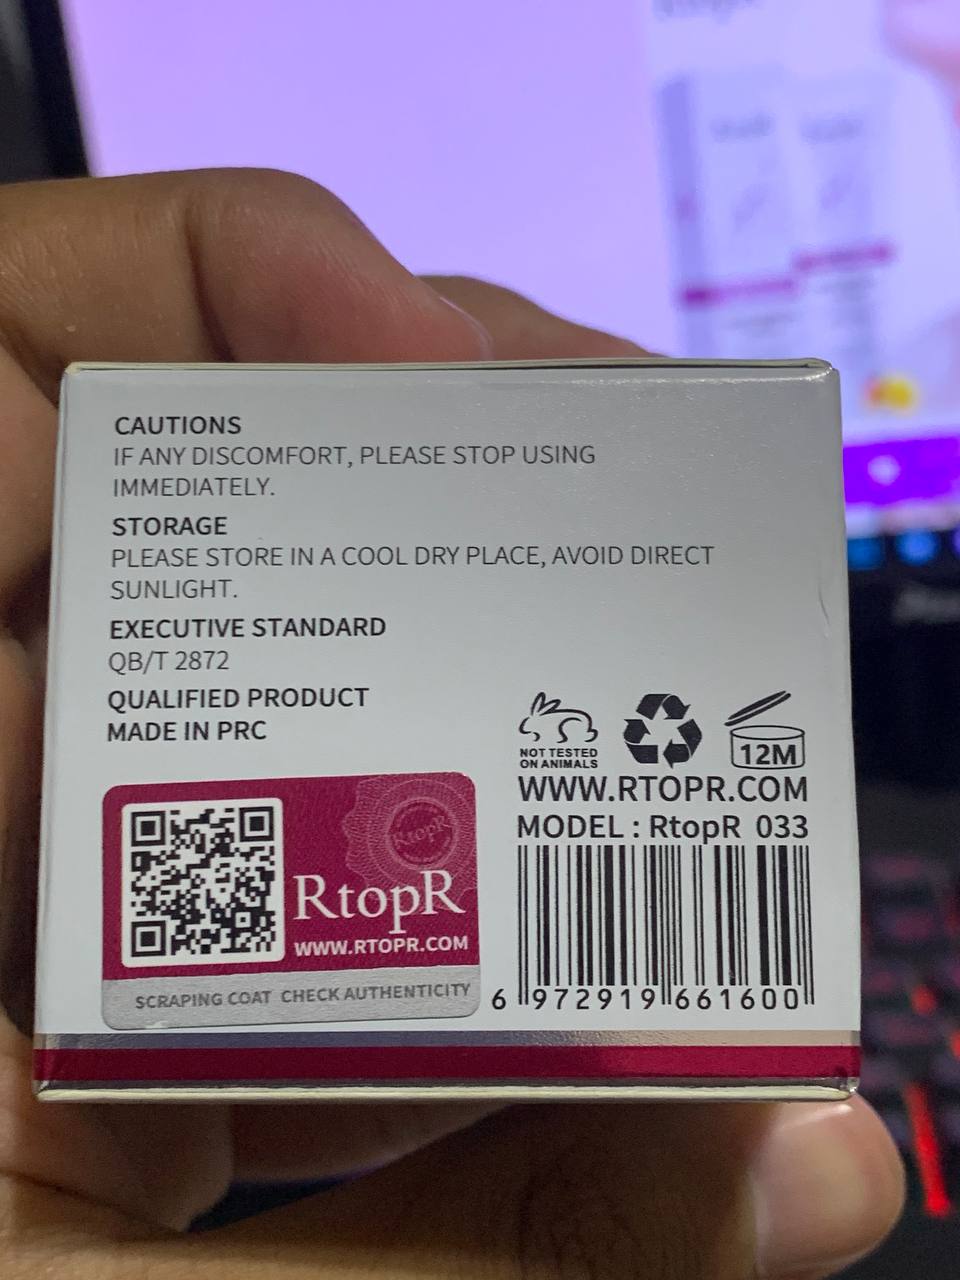 CAUTIONS
IF ANY DISCOMFORT, PLEASE STOP USING
IMMEDIATELY.
STORAGE
PLEASE STORE IN A COOL DRY PLACE, AVOID DIRECT
SUNLIGHT.
EXECUTIVE STANDARD
QB/T 2872
QUALIFIED PRODUCT
MADE IN PRC
NOT TESTED
ON ANIMALS
12M
WWW.RTOPR.COM
MODEL : RtopR 033
RtopR
RtopR
WWW.RTOPR.COM
SCRAPING COAT CHECK AUTHENTICITY
6 972919 661600